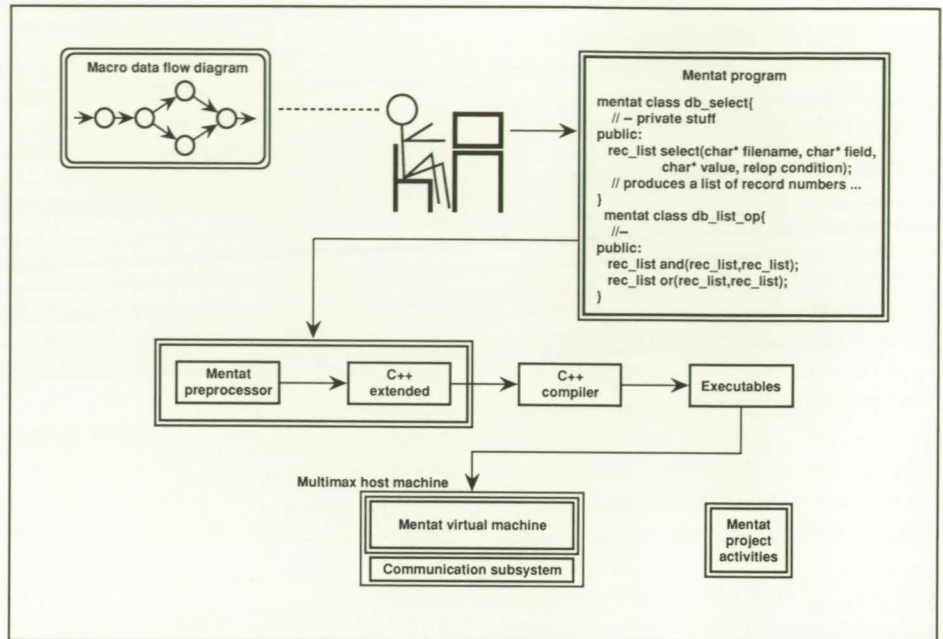 Macro data flow diagram
Mentat program
mentat class db_select{
// – private stuff
public:
rec_list select(char* filename, char* field,
char* value, relop condition);
// produces a list of record numbers ...
}
mentat class db_list_op{
//–
public:
rec_list and(rec_list,rec_list);
rec_list or(rec_list,rec_list);
}
Mentat
preprocessor
C++
extended
C++
compiler
Executables
Multimax host machine
Mentat virtual machine
Communication subsystem
Mentat
project
activities